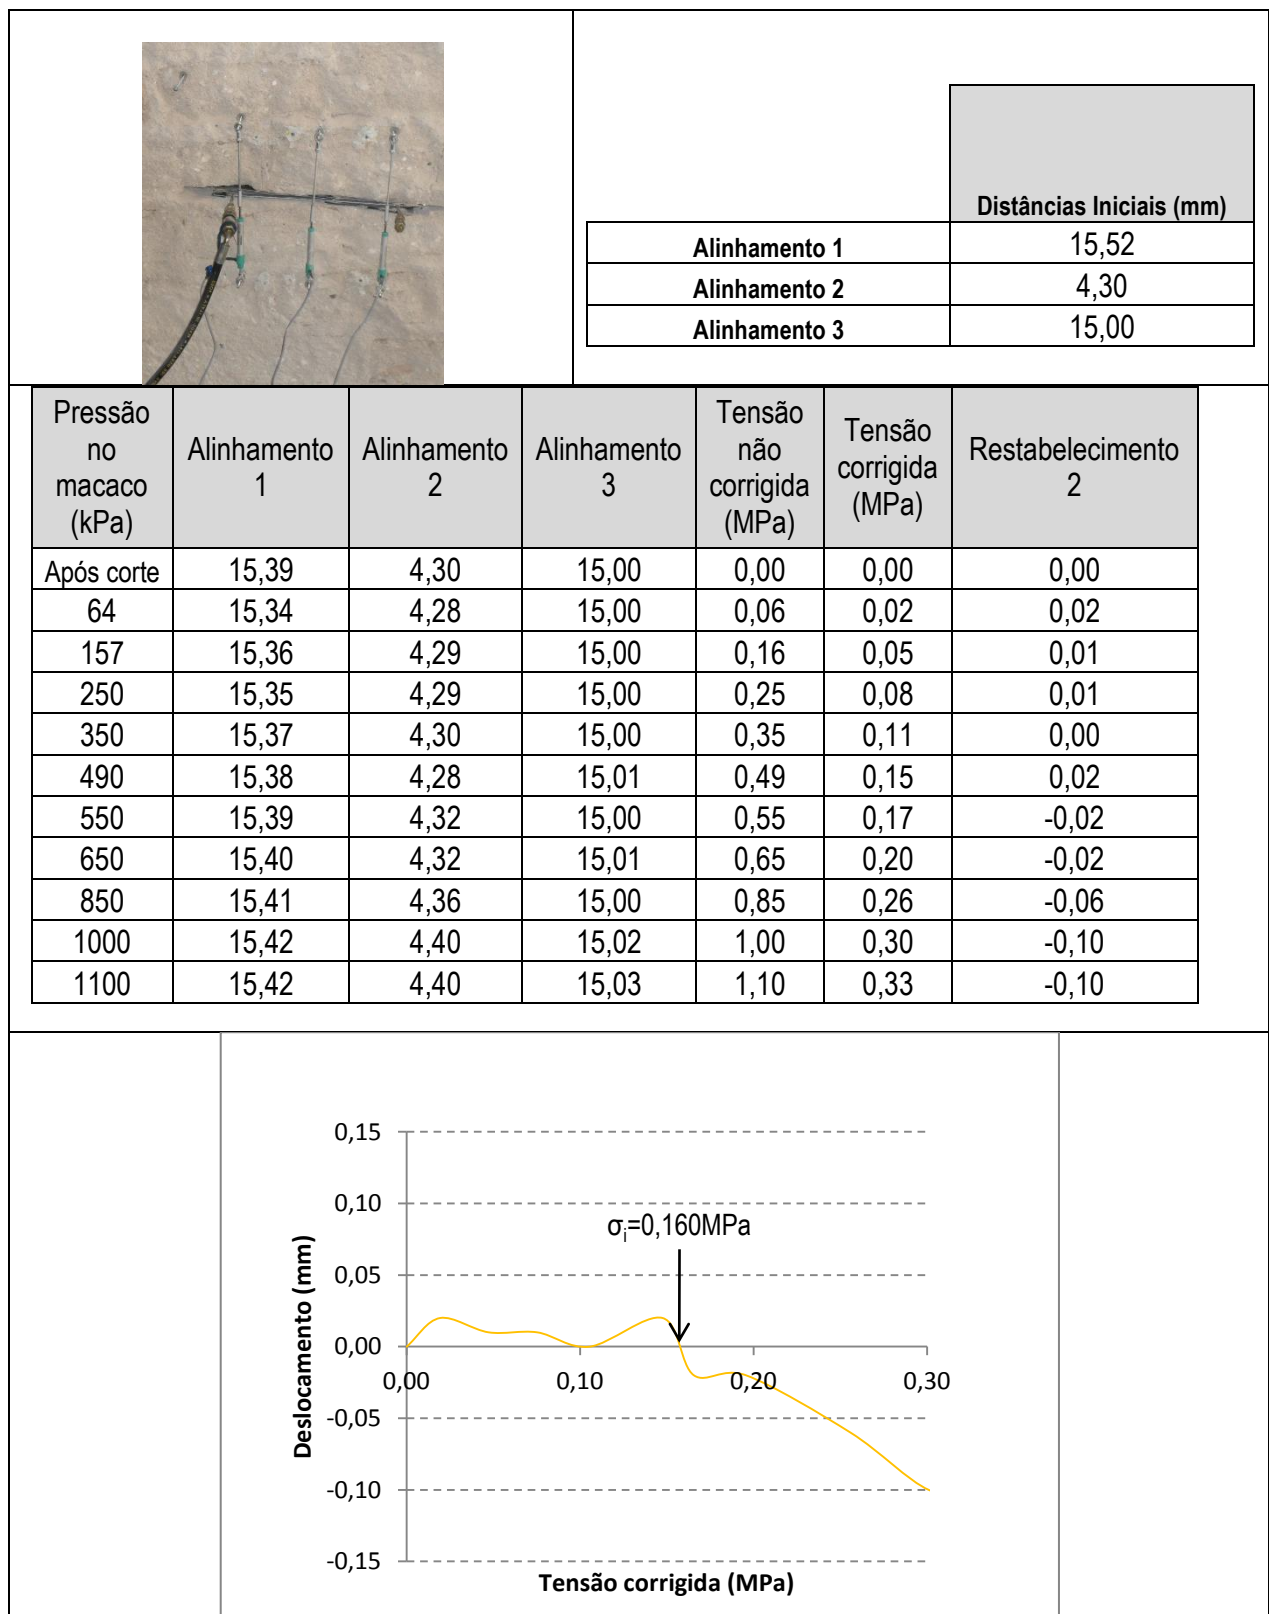 Distâncias Iniciais (mm)
Alinhamento 1 15,52
Alinhamento 2 4,30
Alinhamento 3 15,00
Pressão no macaco (kPa) Alinhamento 1 Alinhamento 2 Alinhamento 3 Tensão não corrigida (MPa) Tensão corrigida (MPa) Restabelecimento 2
Após corte 15,39 4,30 15,00 0,00 0,00 0,00
64 15,34 4,28 15,00 0,06 0,02 0,02
157 15,36 4,29 15,00 0,16 0,05 0,01
250 15,35 4,29 15,00 0,25 0,08 0,01
350 15,37 4,30 15,00 0,35 0,11 0,00
490 15,38 4,28 15,01 0,49 0,15 0,02
550 15,39 4,32 15,00 0,55 0,17 -0,02
650 15,40 4,32 15,01 0,65 0,20 -0,02
850 15,41 4,36 15,00 0,85 0,26 -0,06
1000 15,42 4,40 15,02 1,00 0,30 -0,10
1100 15,42 4,40 15,03 1,10 0,33 -0,10
0,15
0,10
σi=0,160MPa
0,05
0,00
0,00 0,10 0,20 0,30
-0,05
-0,10
-0,15
Deslocamento (mm)
Tensão corrigida (MPa)